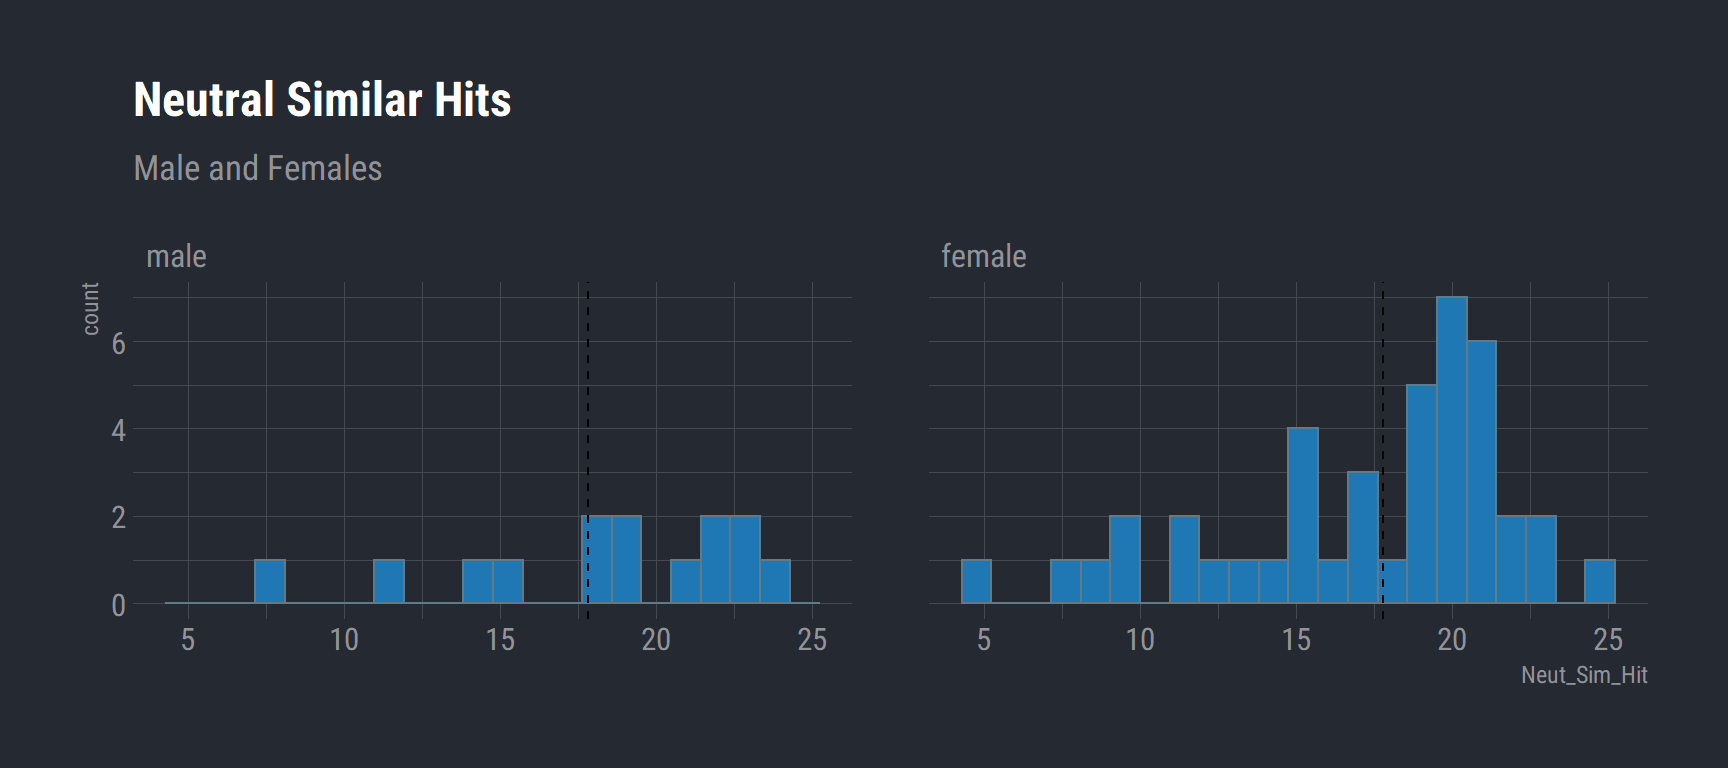 Neutral Similar Hits
Male and Females
male
female
count
6
4
2
0
5 10 15 20 25
5 10 15 20 25
Neut_Sim_Hit